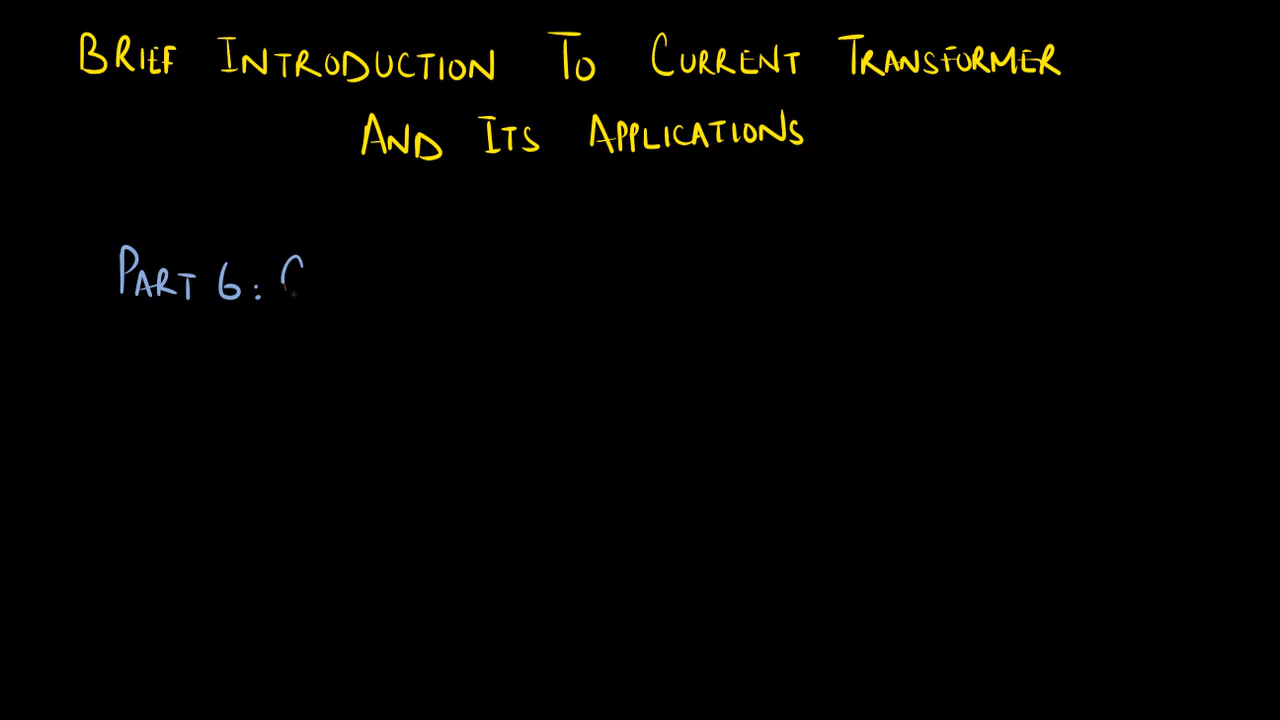 BRIEF INTRODUCTION TO CURRENT TRANSFORMER
AND ITS APPLICATIONS
PART 6: